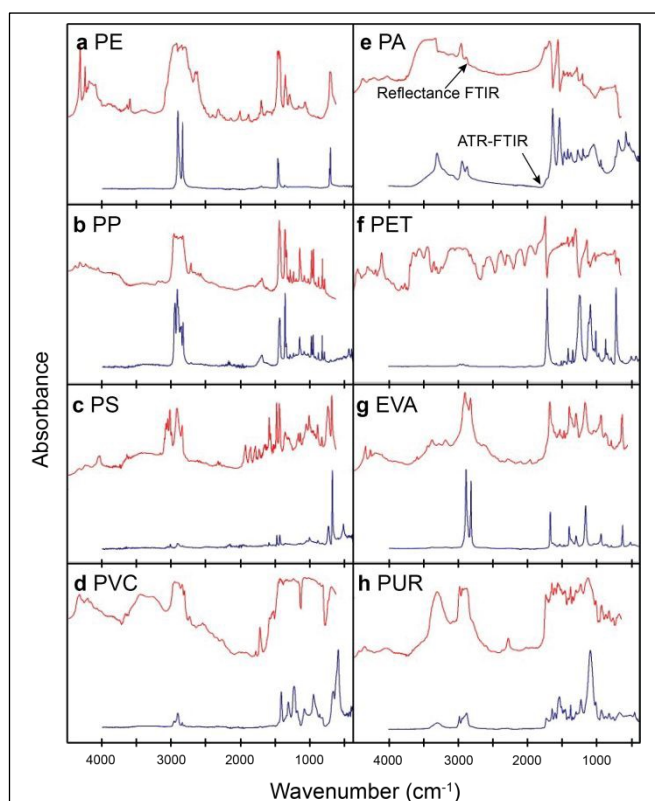 a PE
e PA
Reflectance FTIR
ATR-FTIR
b PP
f PET
c PS
g EVA
d PVC
h PUR
Absorbance
4000 3000 2000 1000 4000 3000 2000 1000
Wavenumber (cm⁻¹)